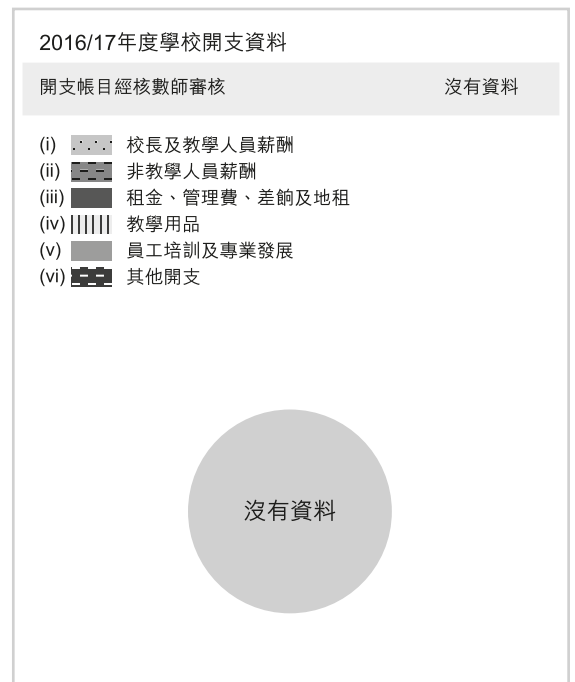 2016/17年度學校開支資料
開支帳目經核數師審核 沒有資料
(i) 校長及教學人員薪酬
(ii) 非教學人員薪酬
(iii) 租金、管理費、差餉及地租
(iv) 教學用品
(v) 員工培訓及專業發展
(vi) 其他開支
沒有資料